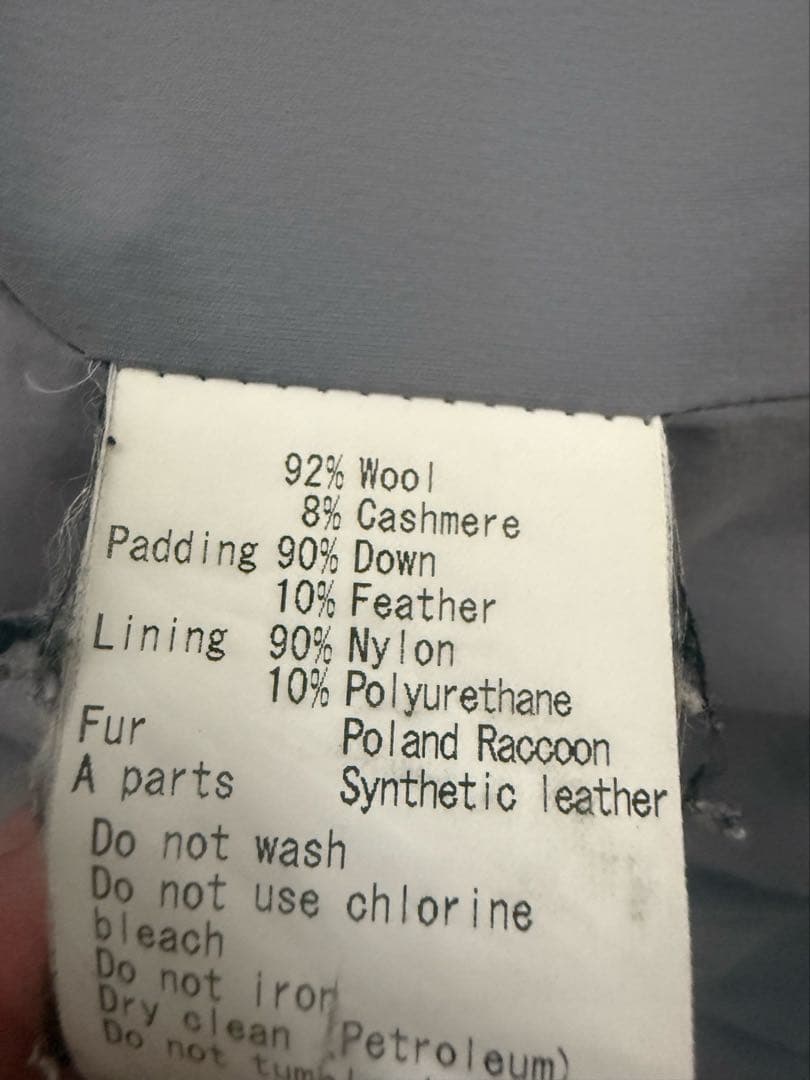 92% Wool
8% Cashmere
Padding 90% Down
10% Feather
Lining 90% Nylon
10% Polyurethane
Fur Poland Raccoon
A parts Synthetic leather
Do not wash
Do not use chlorine
bleach
Do not iron
Dry clean (Petroleum)
Do not